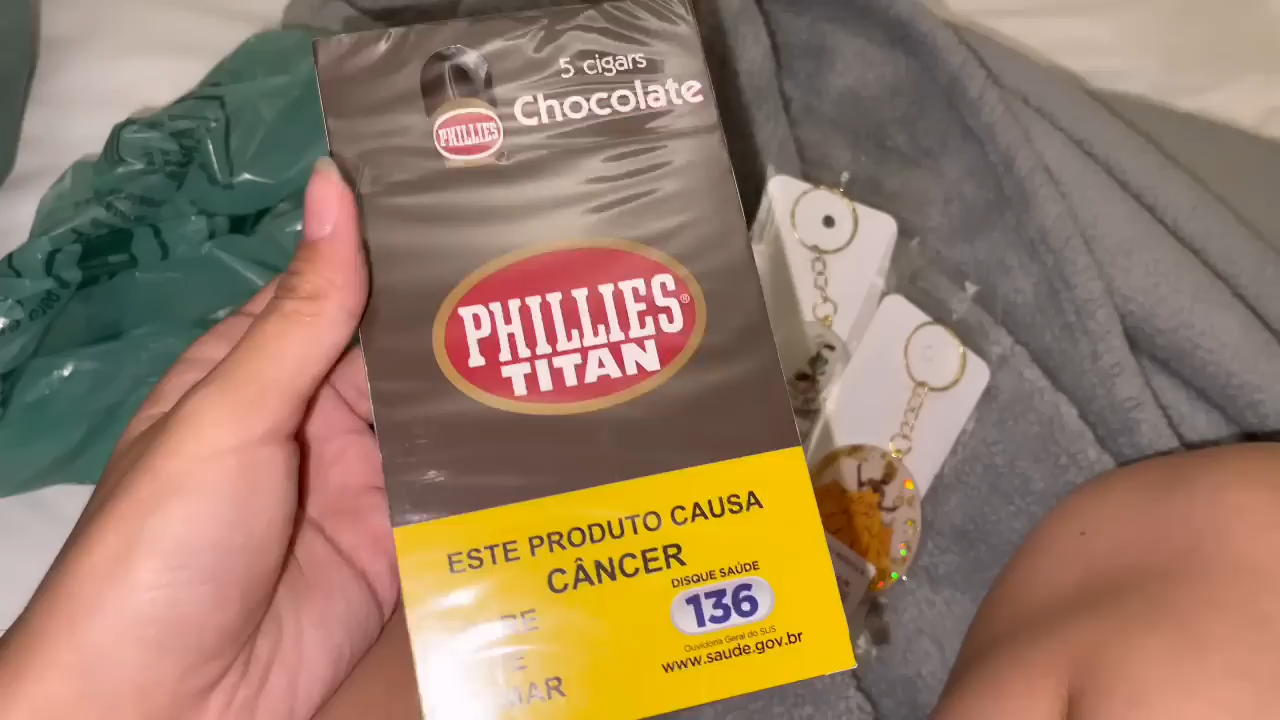 5 cigars
Chocolate
PHILLIES
PHILLIES®
TITAN
ESTE PRODUTO CAUSA
CÂNCER
DISQUE SAÚDE
136
Ouvidoria Geral do SUS
www.saude.gov.br